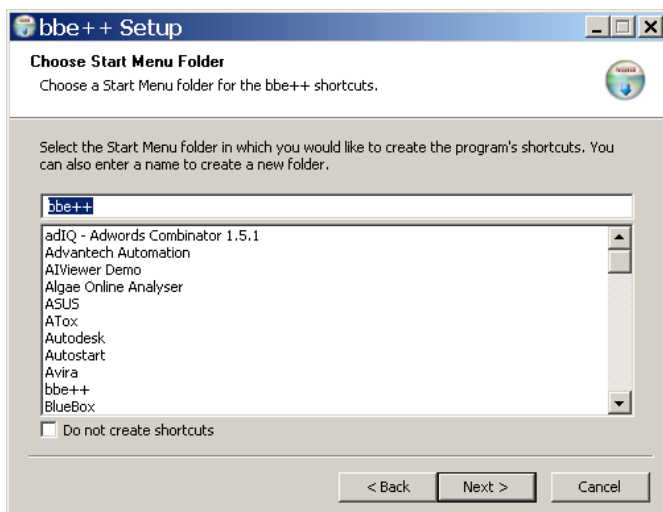 bbe++ Setup
Choose Start Menu Folder
Choose a Start Menu folder for the bbe++ shortcuts.
Select the Start Menu folder in which you would like to create the program's shortcuts. You
can also enter a name to create a new folder.
bbe++
adIQ - Adwords Combinator 1.5.1
Advantech Automation
AIViewer Demo
Algae Online Analyser
ASUS
ATox
Autodesk
Autostart
Avira
bbe++
BlueBox
Do not create shortcuts
< Back
Next >
Cancel